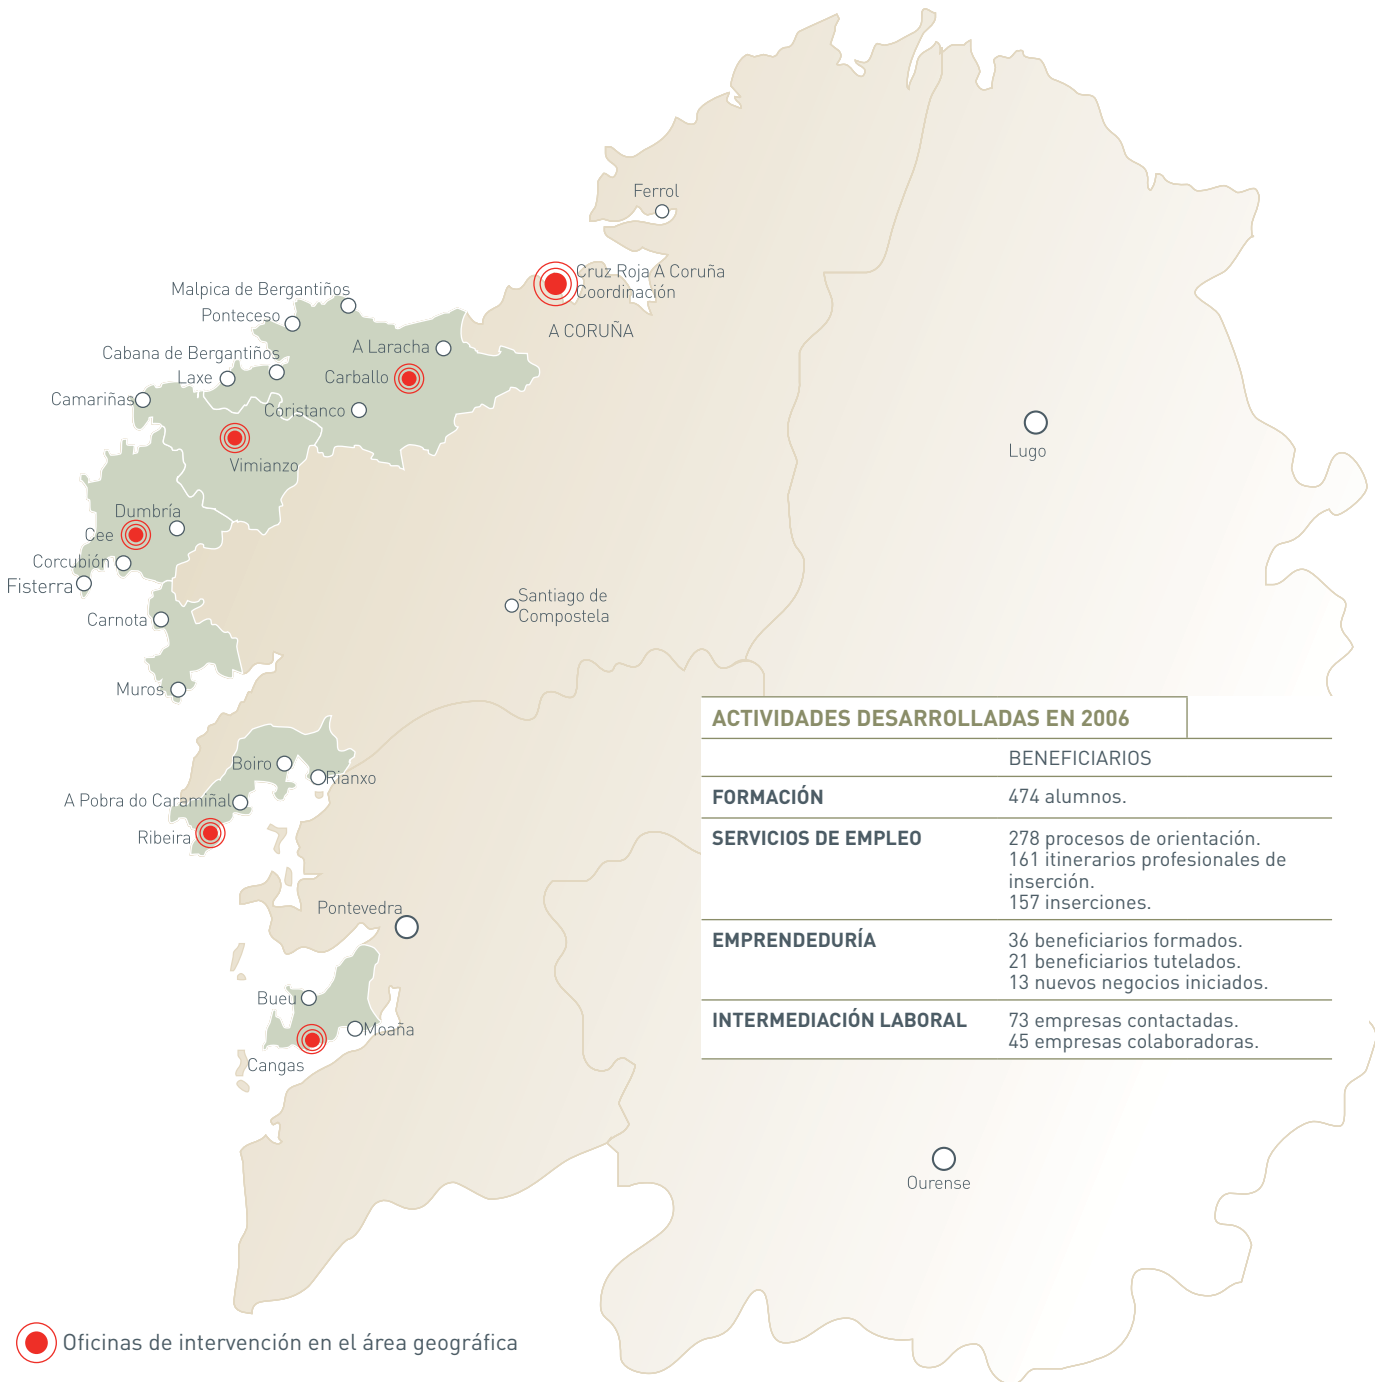 Ferrol
Cruz Roja A Coruña
Coordinación
A CORUÑA
Malpica de Bergantiños
Ponteceso
Cabana de Bergantiños
A Laracha
Laxe
Carballo
Camariñas
Coristanco
Vimianzo
Lugo
Dumbría
Cee
Corcubión
Fisterra
Carnota
Santiago de
Compostela
Muros
Boiro
Rianxo
A Pobra do Caramiñal
Ribeira
Pontevedra
Bueu
Moaña
Cangas
ACTIVIDADES DESARROLLADAS EN 2006
BENEFICIARIOS
FORMACIÓN 474 alumnos.
SERVICIOS DE EMPLEO 278 procesos de orientación.
161 itinerarios profesionales de
inserción.
157 inserciones.
EMPRENDEDURÍA 36 beneficiarios formados.
21 beneficiarios tutelados.
13 nuevos negocios iniciados.
INTERMEDIACIÓN LABORAL 73 empresas contactadas.
45 empresas colaboradoras.
Ourense
Oficinas de intervención en el área geográfica